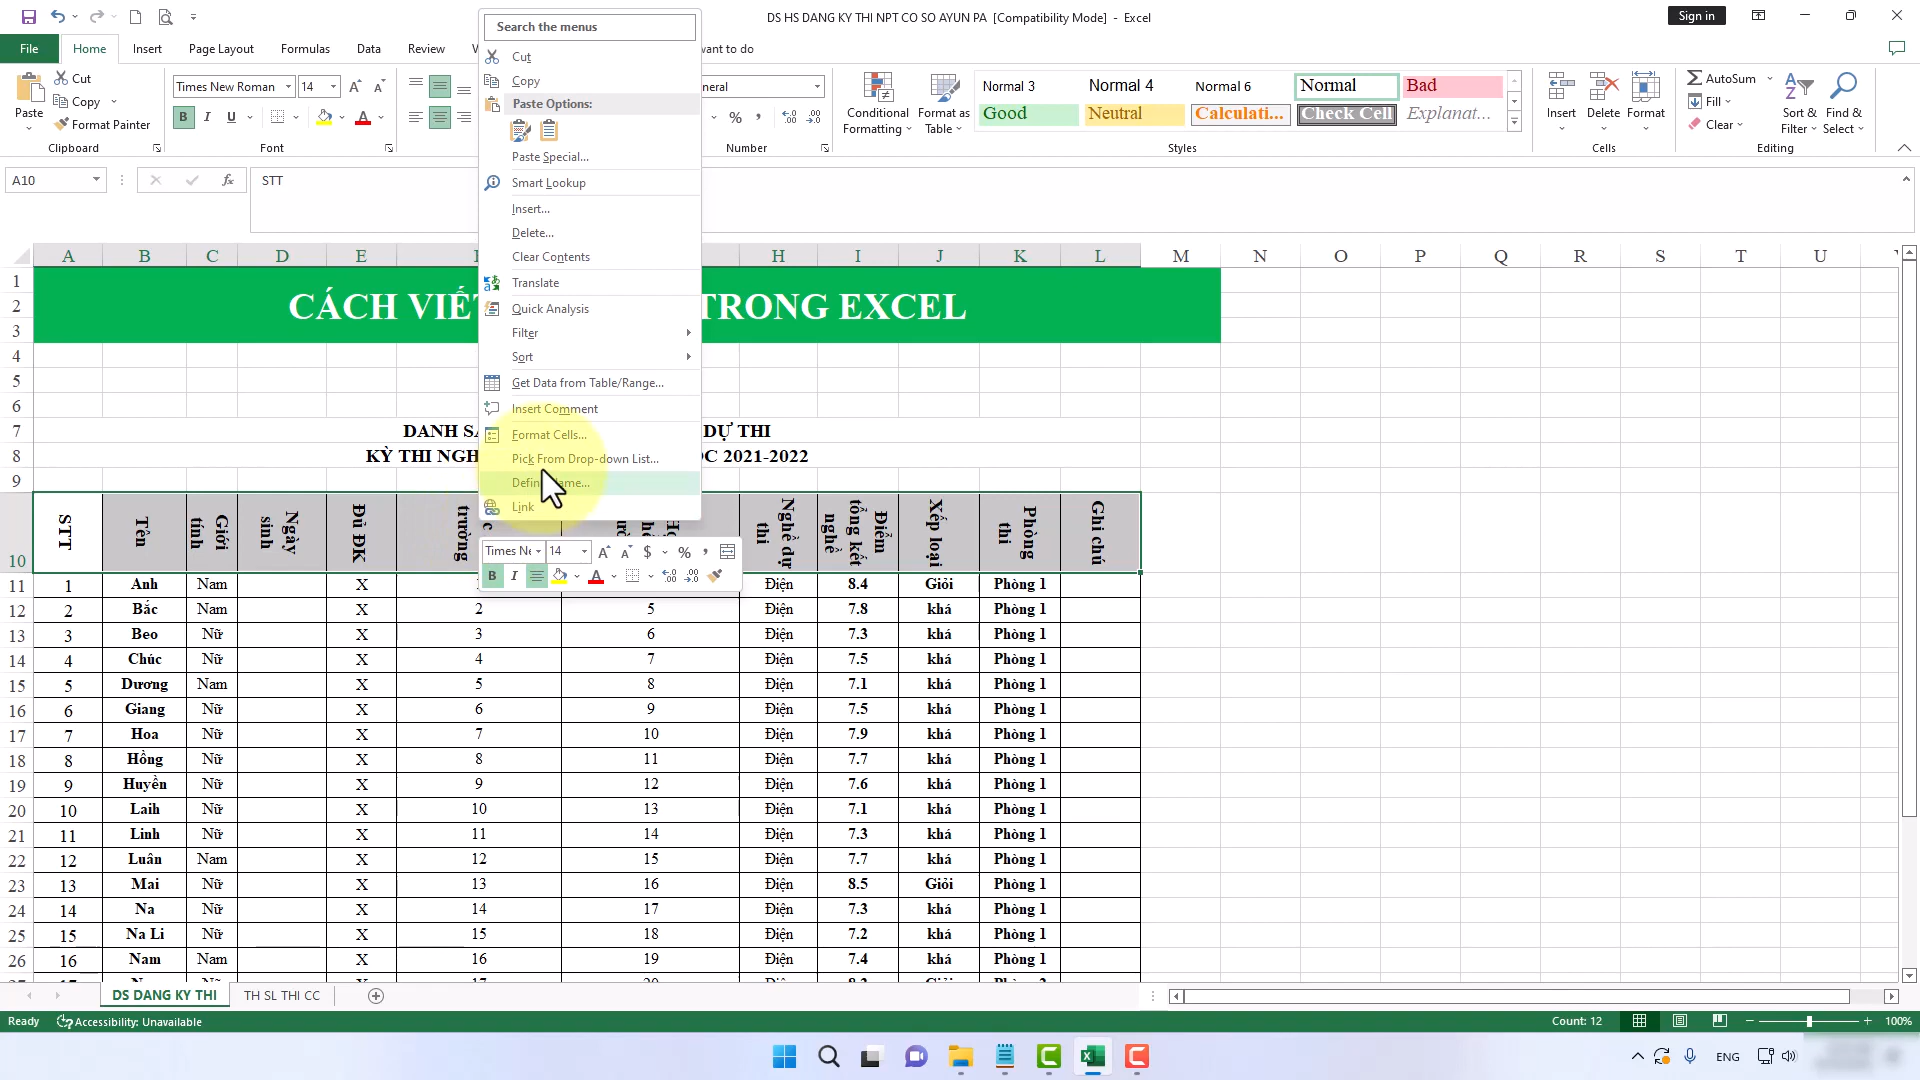 DS HS DANG KY THI NPT CO SO AYUN PA [Compatibility Mode] - Excel
Sign in
File Home Insert Page Layout Formulas Data Review want to do
Paste
Cut
Copy
Format Painter
Clipboard
Times New Roman 14
B I U
Font
neral
Number
Conditional Formatting
Format as Table
Normal 3 Normal 4 Normal 6 Normal Bad
Good Neutral Calculati... Check Cell Explanat...
Styles
Insert Delete Format
Cells
AutoSum
Fill
Clear
Sort & Filter
Find & Select
Editing
A10 fx STT
Search the menus
Cut
Copy
Paste Options:
Paste Special...
Smart Lookup
Insert...
Delete...
Clear Contents
Translate
Quick Analysis
Filter
Sort
Get Data from Table/Range...
Insert Comment
Format Cells...
Pick From Drop-down List...
Link
14
$ % ,
B I A
A B C D E H I J K L M N O P Q R S T U
1
2 CÁCH VIẾT TRONG EXCEL
3
4
5
6
7 DANH DỰ THI
8 KỲ THI 2021-2022
9
10 STT Tên Giới tính Ngày sinh Đủ ĐK trường Nghề dự thi Điểm tổng kết nghề Xếp loại Phòng thi Ghi chú
11 1 Anh Nam X Điện 8.4 Giỏi Phòng 1
12 2 Bắc Nam X 2 5 Điện 7.8 khá Phòng 1
13 3 Beo Nữ X 3 6 Điện 7.3 khá Phòng 1
14 4 Chúc Nữ X 4 7 Điện 7.5 khá Phòng 1
15 5 Dương Nam X 5 8 Điện 7.1 khá Phòng 1
16 6 Giang Nữ X 6 9 Điện 7.5 khá Phòng 1
17 7 Hoa Nữ X 7 10 Điện 7.9 khá Phòng 1
18 8 Hồng Nữ X 8 11 Điện 7.7 khá Phòng 1
19 9 Huyền Nữ X 9 12 Điện 7.6 khá Phòng 1
20 10 Laih Nữ X 10 13 Điện 7.1 khá Phòng 1
21 11 Linh Nữ X 11 14 Điện 7.3 khá Phòng 1
22 12 Luân Nam X 12 15 Điện 7.7 khá Phòng 1
23 13 Mai Nữ X 13 16 Điện 8.5 Giỏi Phòng 1
24 14 Na Nữ X 14 17 Điện 7.3 khá Phòng 1
25 15 Na Li Nữ X 15 18 Điện 7.2 khá Phòng 1
26 16 Nam Nam X 16 19 Điện 7.4 khá Phòng 1
DS DANG KY THI TH SL THI CC
Ready Accessibility: Unavailable Count: 12 100%
ENG